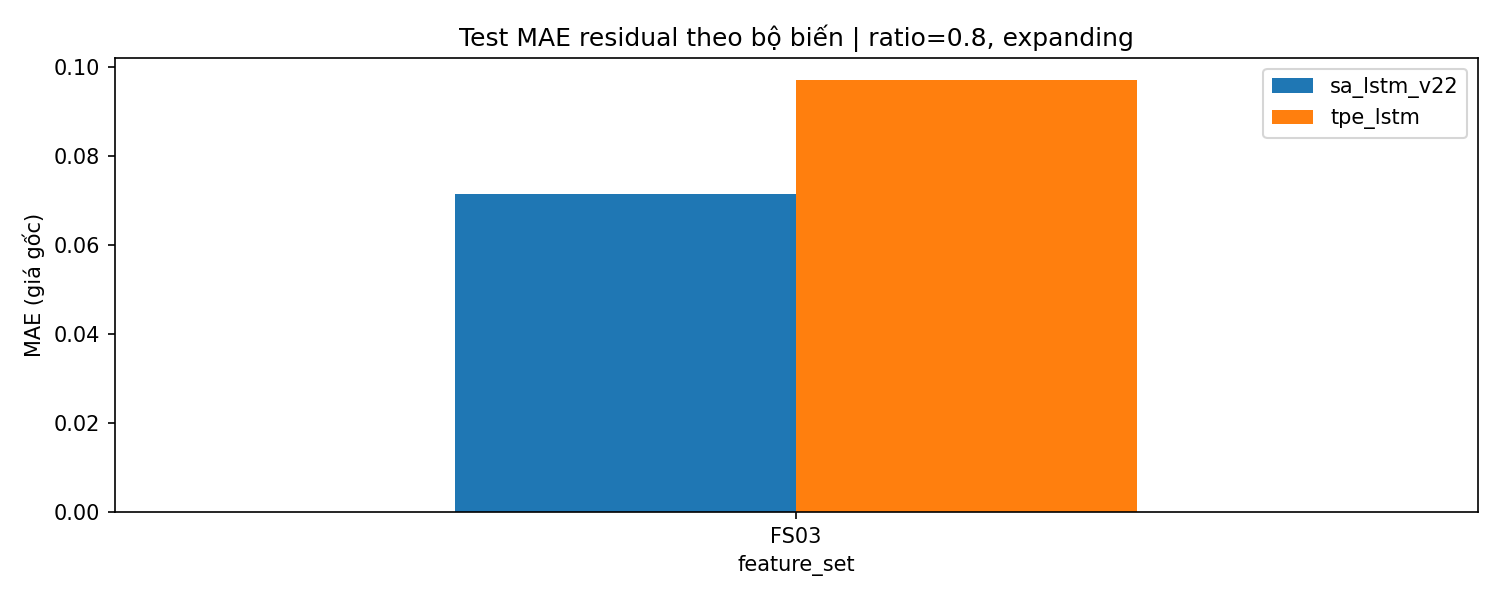 Test MAE residual theo bộ biến | ratio=0.8, expanding
sa_lstm_v22
tpe_lstm
MAE (giá gốc)
0.10
0.08
0.06
0.04
0.02
0.00
FS03
feature_set